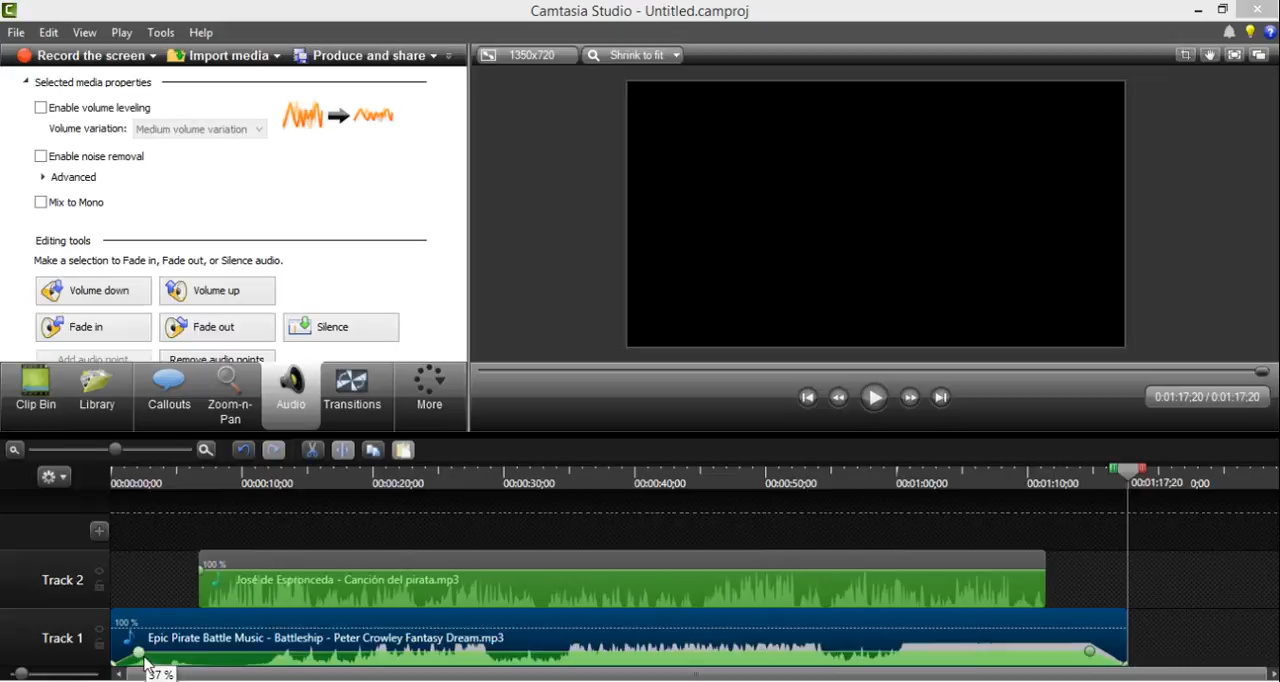 Camtasia Studio - Untitled.camproj
File Edit View Play Tools Help
Record the screen Import media Produce and share
1350x720 Shrink to fit
Selected media properties
Enable volume leveling
Volume variation: Medium volume variation
Enable noise removal
Advanced
Mix to Mono
Editing tools
Make a selection to Fade in, Fade out, or Silence audio.
Volume down Volume up
Fade in Fade out Silence
Add audio point Remove audio points
Clip Bin Library Callouts Zoom-n-Pan Audio Transitions More
0:01:17;20 / 0:01:17;20
00:00:00;00 00:00:10;00 00:00:20;00 00:00:30;00 00:00:40;00 00:00:50;00 00:01:00;00 00:01:10;00 00:01:17;20 0;00
100 %
Track 2 José de Espronceda - Canción del pirata.mp3
100 %
Track 1 Epic Pirate Battle Music - Battleship - Peter Crowley Fantasy Dream.mp3
37 %